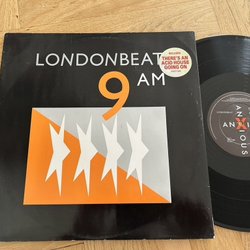 LONDONBEAT
9 AM
INCLUDES
THERE'S AN
ACID HOUSE
GOING ON
ANXIOUS